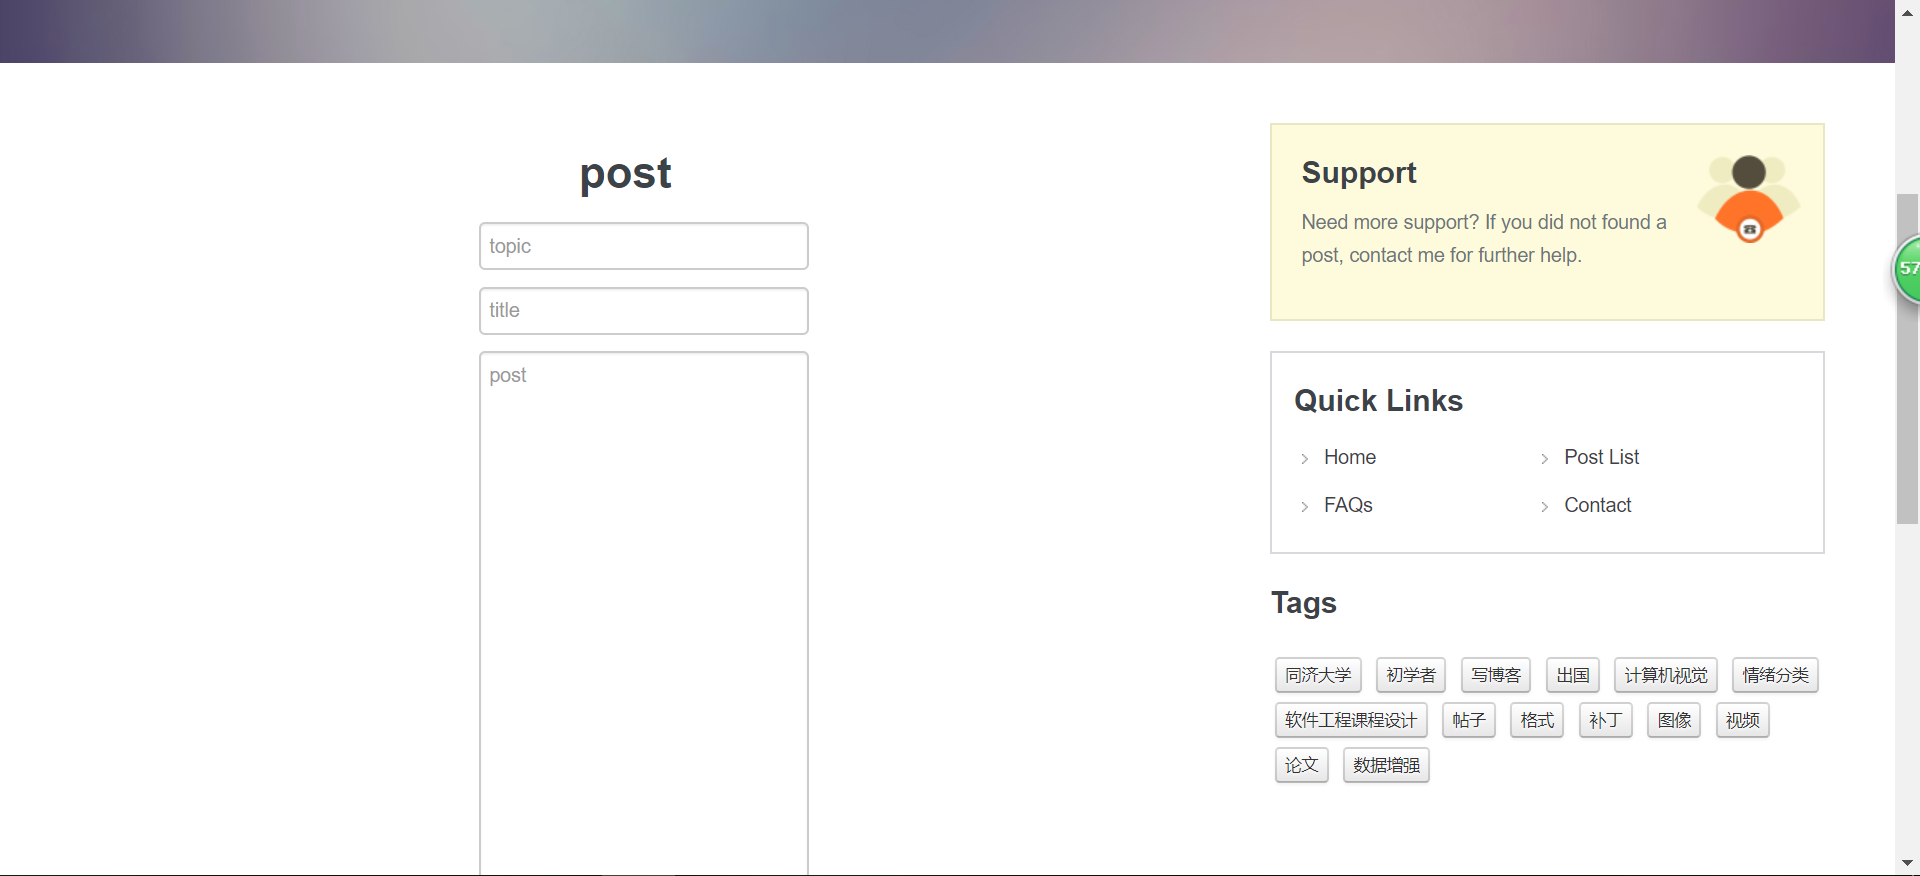 post
topic
title
post
Support
Need more support? If you did not found a
post, contact me for further help.
Quick Links
Home
Post List
FAQs
Contact
Tags
同济大学 初学者 写博客 出国 计算机视觉 情绪分类
软件工程课程设计 帖子 格式 补丁 图像 视频
论文 数据增强
57